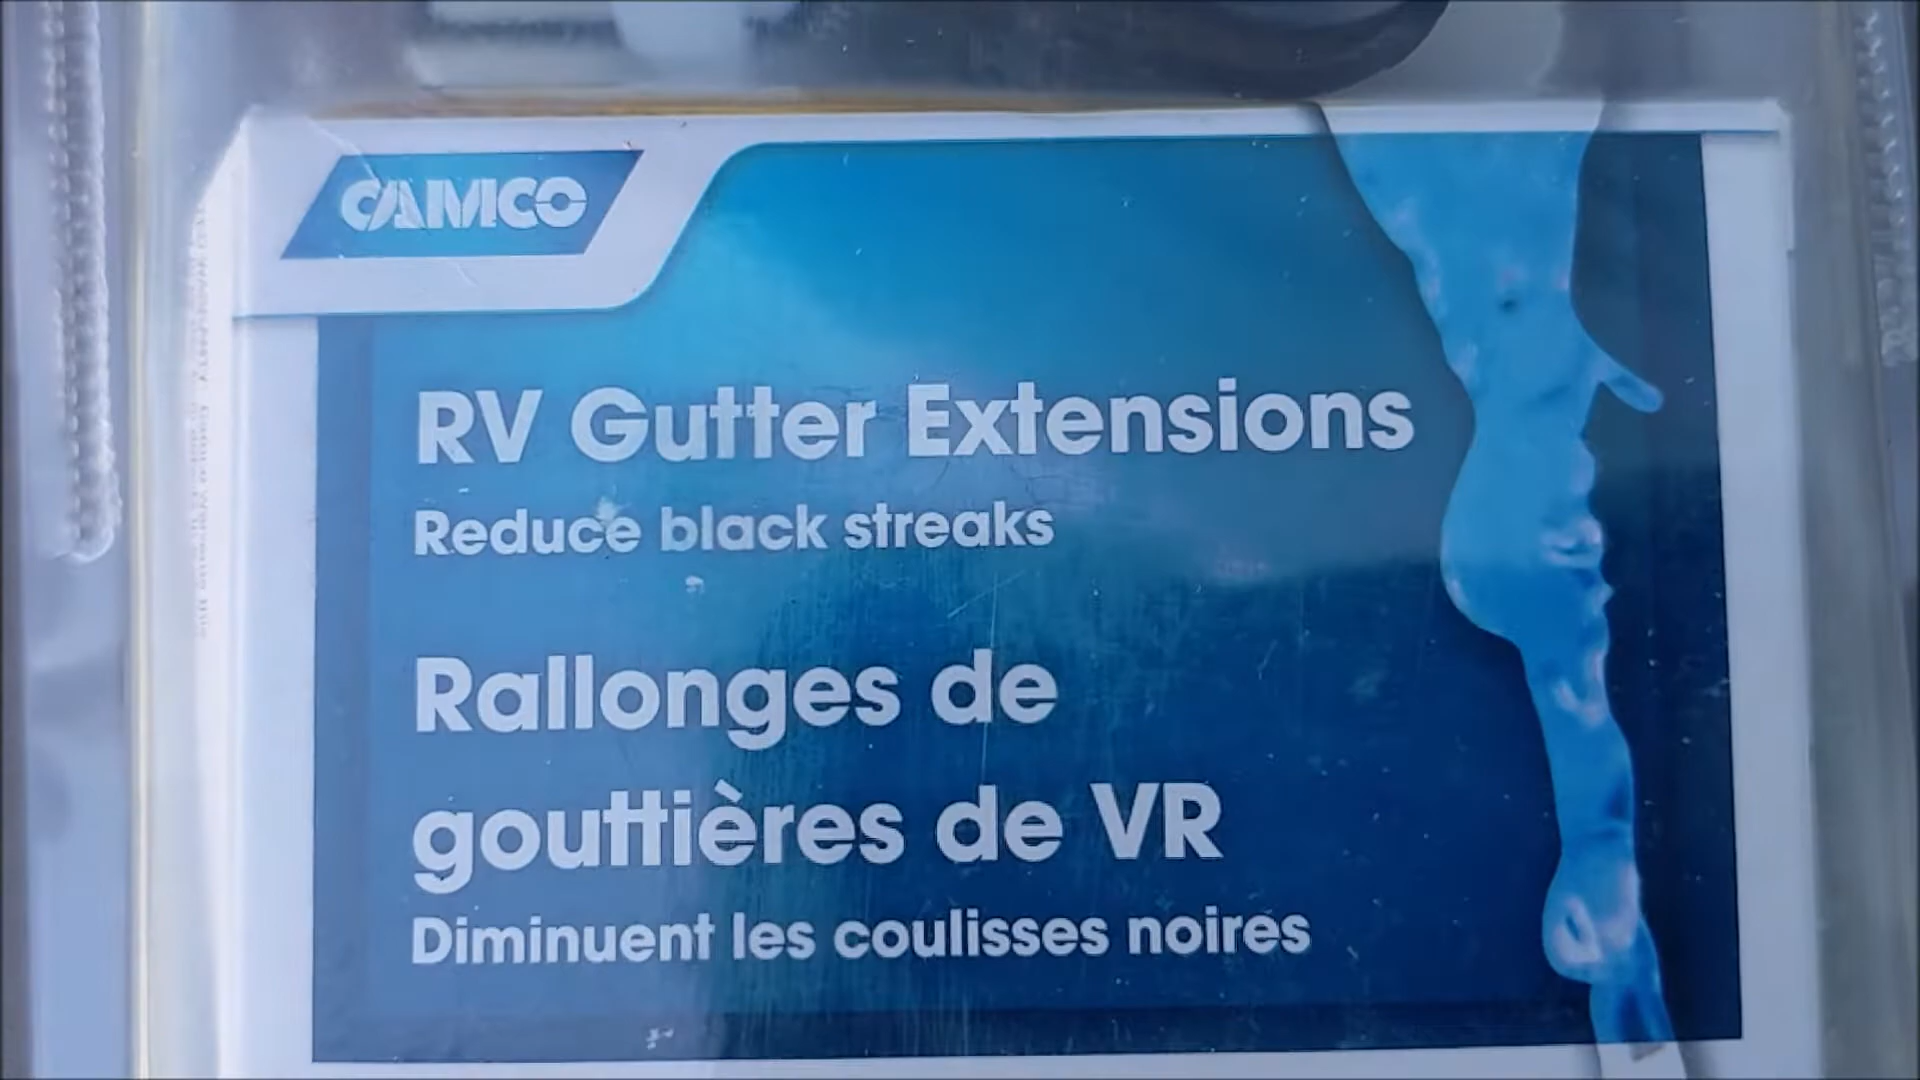 CAMCO
RV Gutter Extensions
Reduce black streaks
Rallonges de
gouttières de VR
Diminuent les coulisses noires